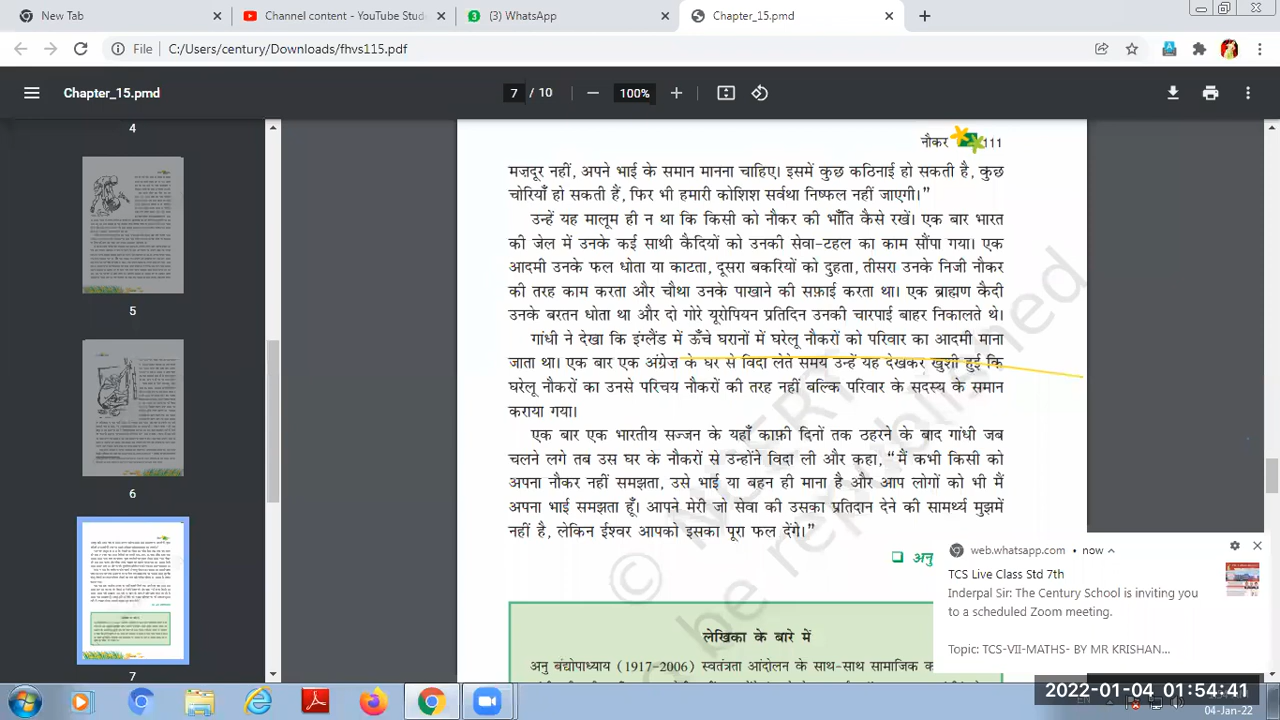 New Tab
Channel content - YouTube Stud
(3) WhatsApp
Chapter_15.pmd
File C:/Users/century/Downloads/fhvs115.pdf
Chapter_15.pmd
7 / 10
100%
4
5
6
7
नौकर 111
मज़दूर नहीं, अपने भाई के समान मानना चाहिए। इसमें कुछ कठिनाई हो सकती है, कुछ
चोरियाँ हो सकती हैं, फिर भी हमारी कोशिश सर्वथा निष्फल नहीं जाएगी।”
उन्हें यह मालूम ही न था कि किसी को नौकर की भाँति कैसे रखें। एक बार भारत
की जेल में उनके कई साथी कैदियों को उनकी सेवा-टहल का काम सौंपा गया। एक
आदमी उनके फल धोता या काटता, दूसरा बकरियों को दुहता, तीसरा उनके निजी नौकर
की तरह काम करता और चौथा उनके पाखाने की सफ़ाई करता था। एक ब्राह्मण कैदी
उनके बरतन धोता था और दो गोरे यूरोपियन प्रतिदिन उनकी चारपाई बाहर निकालते थे।
गांधी ने देखा कि इंग्लैंड में ऊँचे घरानों में घरेलू नौकरों को परिवार का आदमी माना
जाता था। एक बार एक अंग्रेज़ के घर से विदा लेते समय उन्हें यह देखकर खुशी हुई कि
घरेलू नौकरों का उनसे परिचय नौकरों की तरह नहीं बल्कि परिवार के सदस्य के समान
कराया गया।
एक बार एक भारतीय सज्जन के यहाँ काफ़ी दिनों तक ठहरने के बाद गांधी जब
चलने लगे तब उस घर के नौकरों से उन्होंने विदा ली और कहा, “मैं कभी किसी को
अपना नौकर नहीं समझता, उसे भाई या बहन ही माना है और आप लोगों को भी मैं
अपना भाई समझता हूँ। आपने मेरी जो सेवा की उसका प्रतिदान देने की सामर्थ्य मुझमें
नहीं है, लेकिन ईश्वर आपको इसका पूरा फल देंगे।”
❑ अनु
लेखिका के बारे में
अनु बंद्योपाध्याय (1917-2006) स्वतंत्रता आंदोलन के साथ-साथ सामाजिक
web.whatsapp.com • now
TCS Live Class Std 7th
Inderpal Sir: The Century School is inviting you
to a scheduled Zoom meeting.
Topic: TCS-VII-MATHS- BY MR KRISHAN...
2022-01-04 01:54:41
04-Jan-22